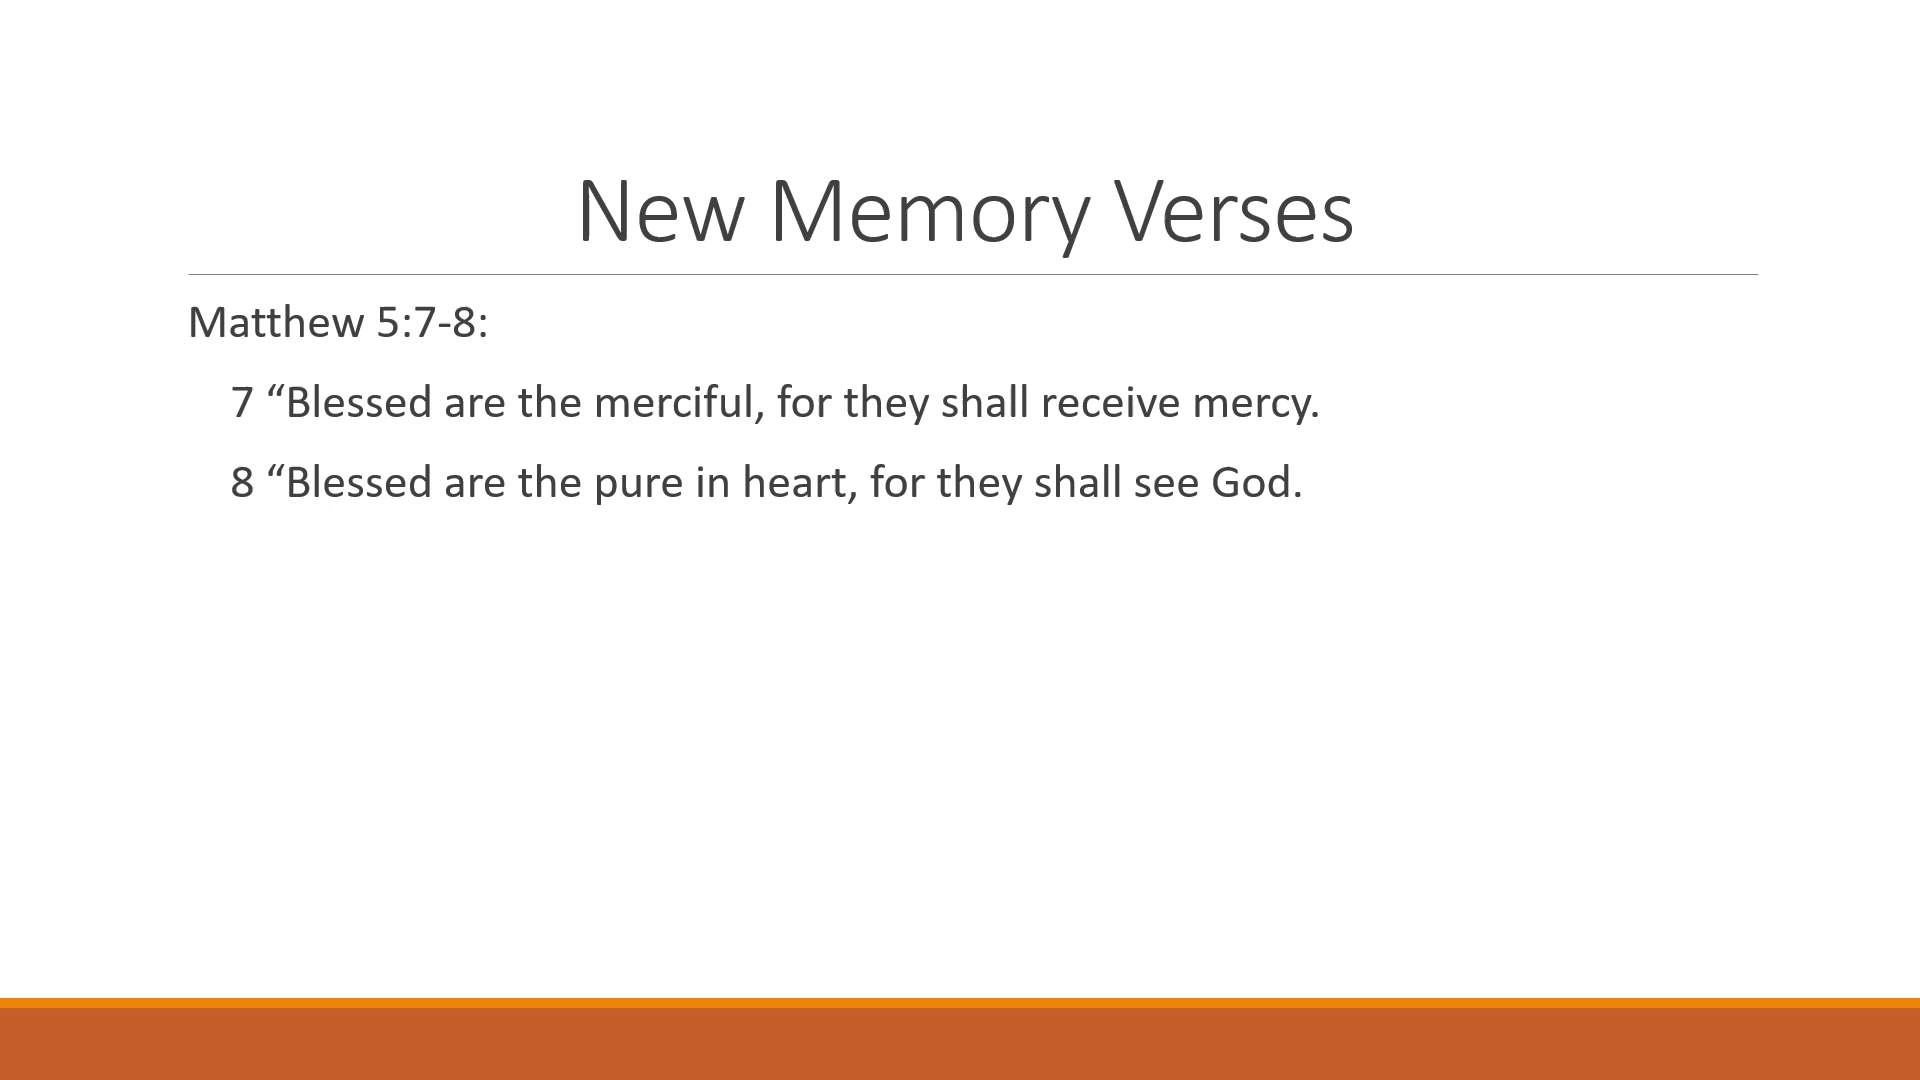 New Memory Verses
Matthew 5:7-8:
7 “Blessed are the merciful, for they shall receive mercy.
8 “Blessed are the pure in heart, for they shall see God.